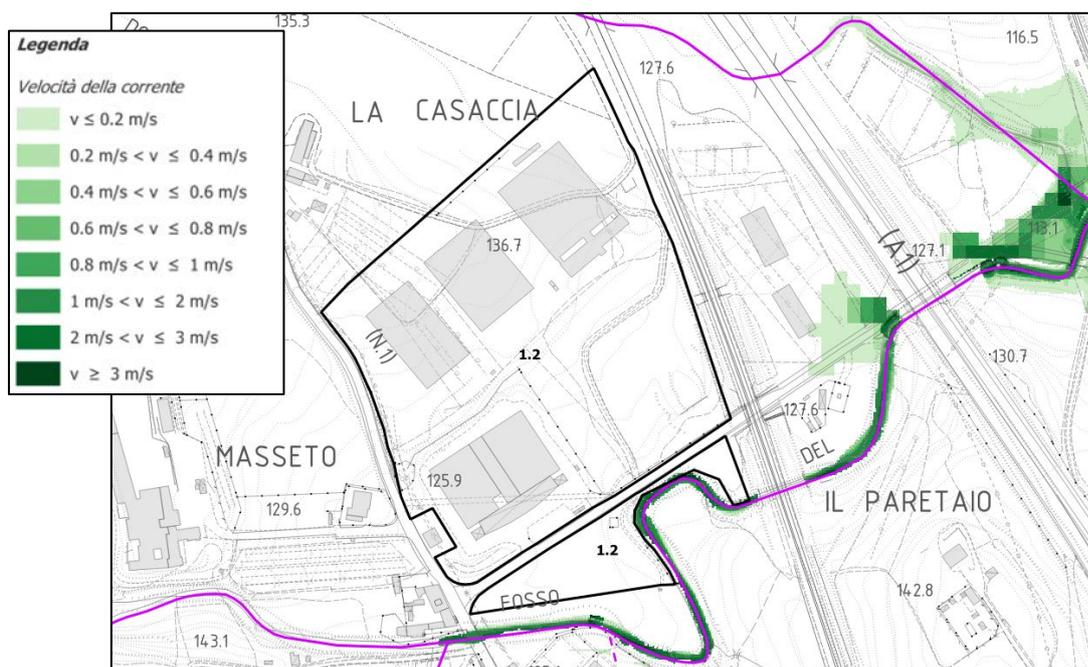 Legenda
Velocità della corrente
v ≤ 0.2 m/s
0.2 m/s < v ≤ 0.4 m/s
0.4 m/s < v ≤ 0.6 m/s
0.6 m/s < v ≤ 0.8 m/s
0.8 m/s < v ≤ 1 m/s
1 m/s < v ≤ 2 m/s
2 m/s < v ≤ 3 m/s
v ≥ 3 m/s
135.3
116.5
127.6
LA CASACCIA
136.7
113.1
127.1
(A.1)
(N.1)
1.2
130.7
127.6
MASSETO
125.9
DEL
IL PARETAIO
129.6
1.2
FOSSO
142.8
143.1